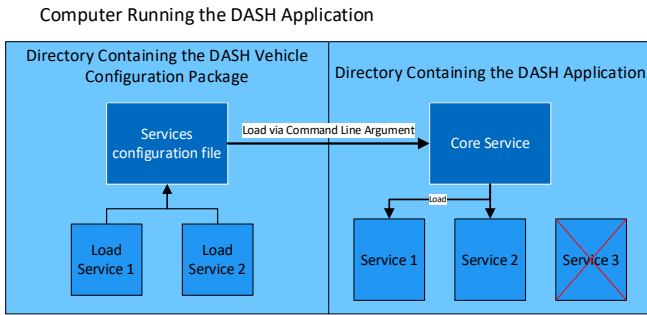 Computer Running the DASH Application
Directory Containing the DASH Vehicle
Configuration Package
Directory Containing the DASH Application
Services
configuration file
Load via Command Line Argument
Core Service
Load
Load
Service 1
Load
Service 2
Service 1
Service 2
Service 3